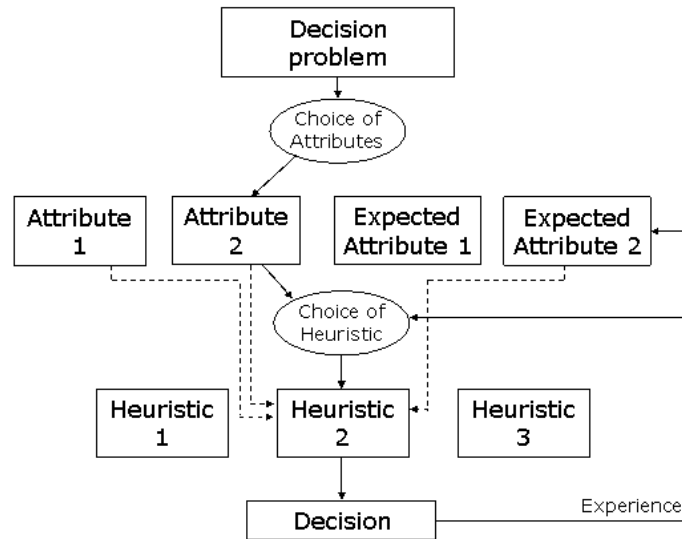 Decision
problem
Choice of
Attributes
Attribute
1
Attribute
2
Expected
Attribute 1
Expected
Attribute 2
Choice of
Heuristic
Heuristic
1
Heuristic
2
Heuristic
3
Decision
Experience